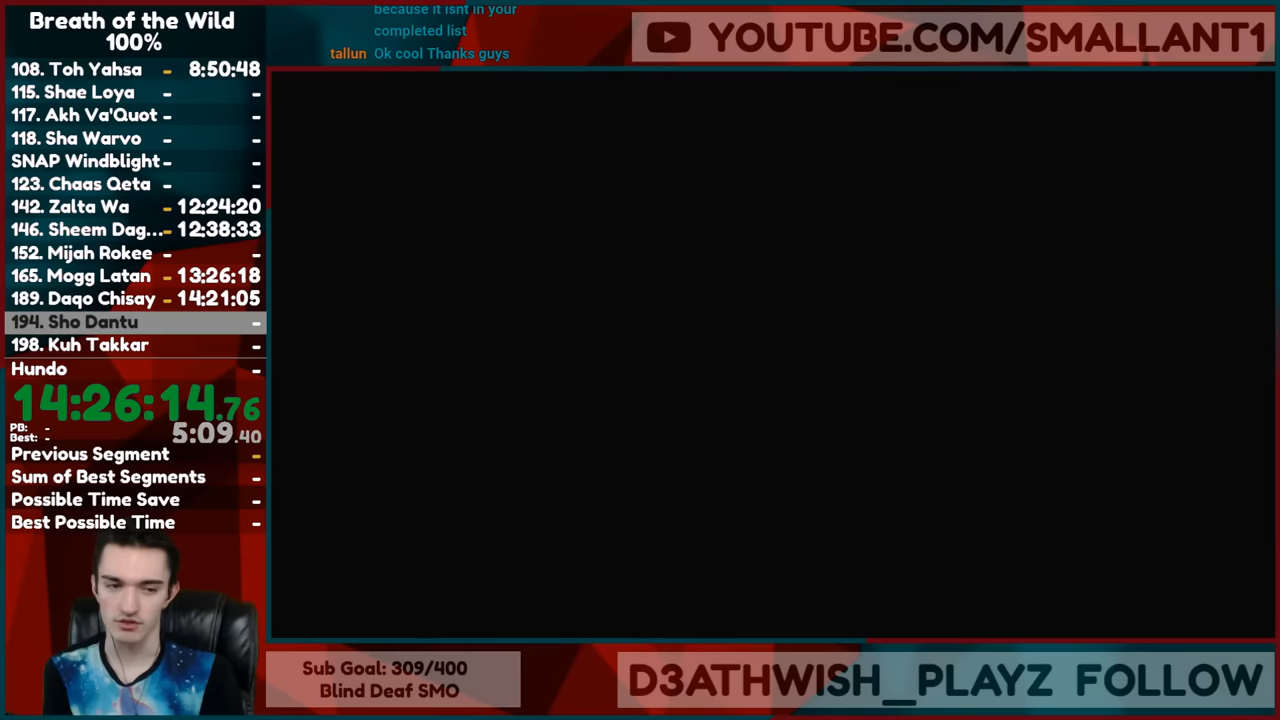 Breath of the Wild
100%
108. Toh Yahsa - 8:50:48
115. Shae Loya - -
117. Akh Va'Quot - -
118. Sha Warvo - -
SNAP Windblight - -
123. Chaas Qeta - -
142. Zalta Wa - 12:24:20
146. Sheem Dag... - 12:38:33
152. Mijah Rokee - -
165. Mogg Latan - 13:26:18
189. Daqo Chisay - 14:21:05
194. Sho Dantu -
198. Kuh Takkar -
Hundo -
14:26:14.76
PB: -
Best: -
5:09.40
Previous Segment -
Sum of Best Segments -
Possible Time Save -
Best Possible Time -
because it isnt in your
completed list
tallun Ok cool Thanks guys
YOUTUBE.COM/SMALLANT1
Sub Goal: 309/400
Blind Deaf SMO
D3ATHWISH_PLAYZ FOLLOW